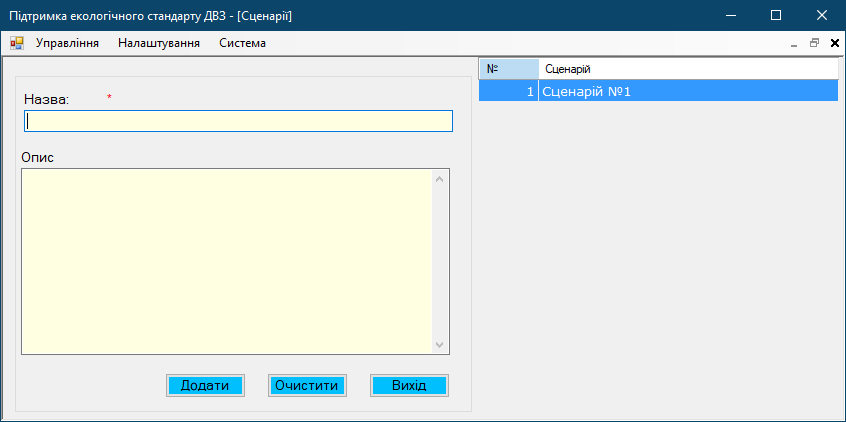 Підтримка екологічного стандарту ДВЗ - [Сценарії]
Управління Налаштування Система
Назва: *
Опис
Додати Очистити Вихід
№ Сценарій
1 Сценарій №1